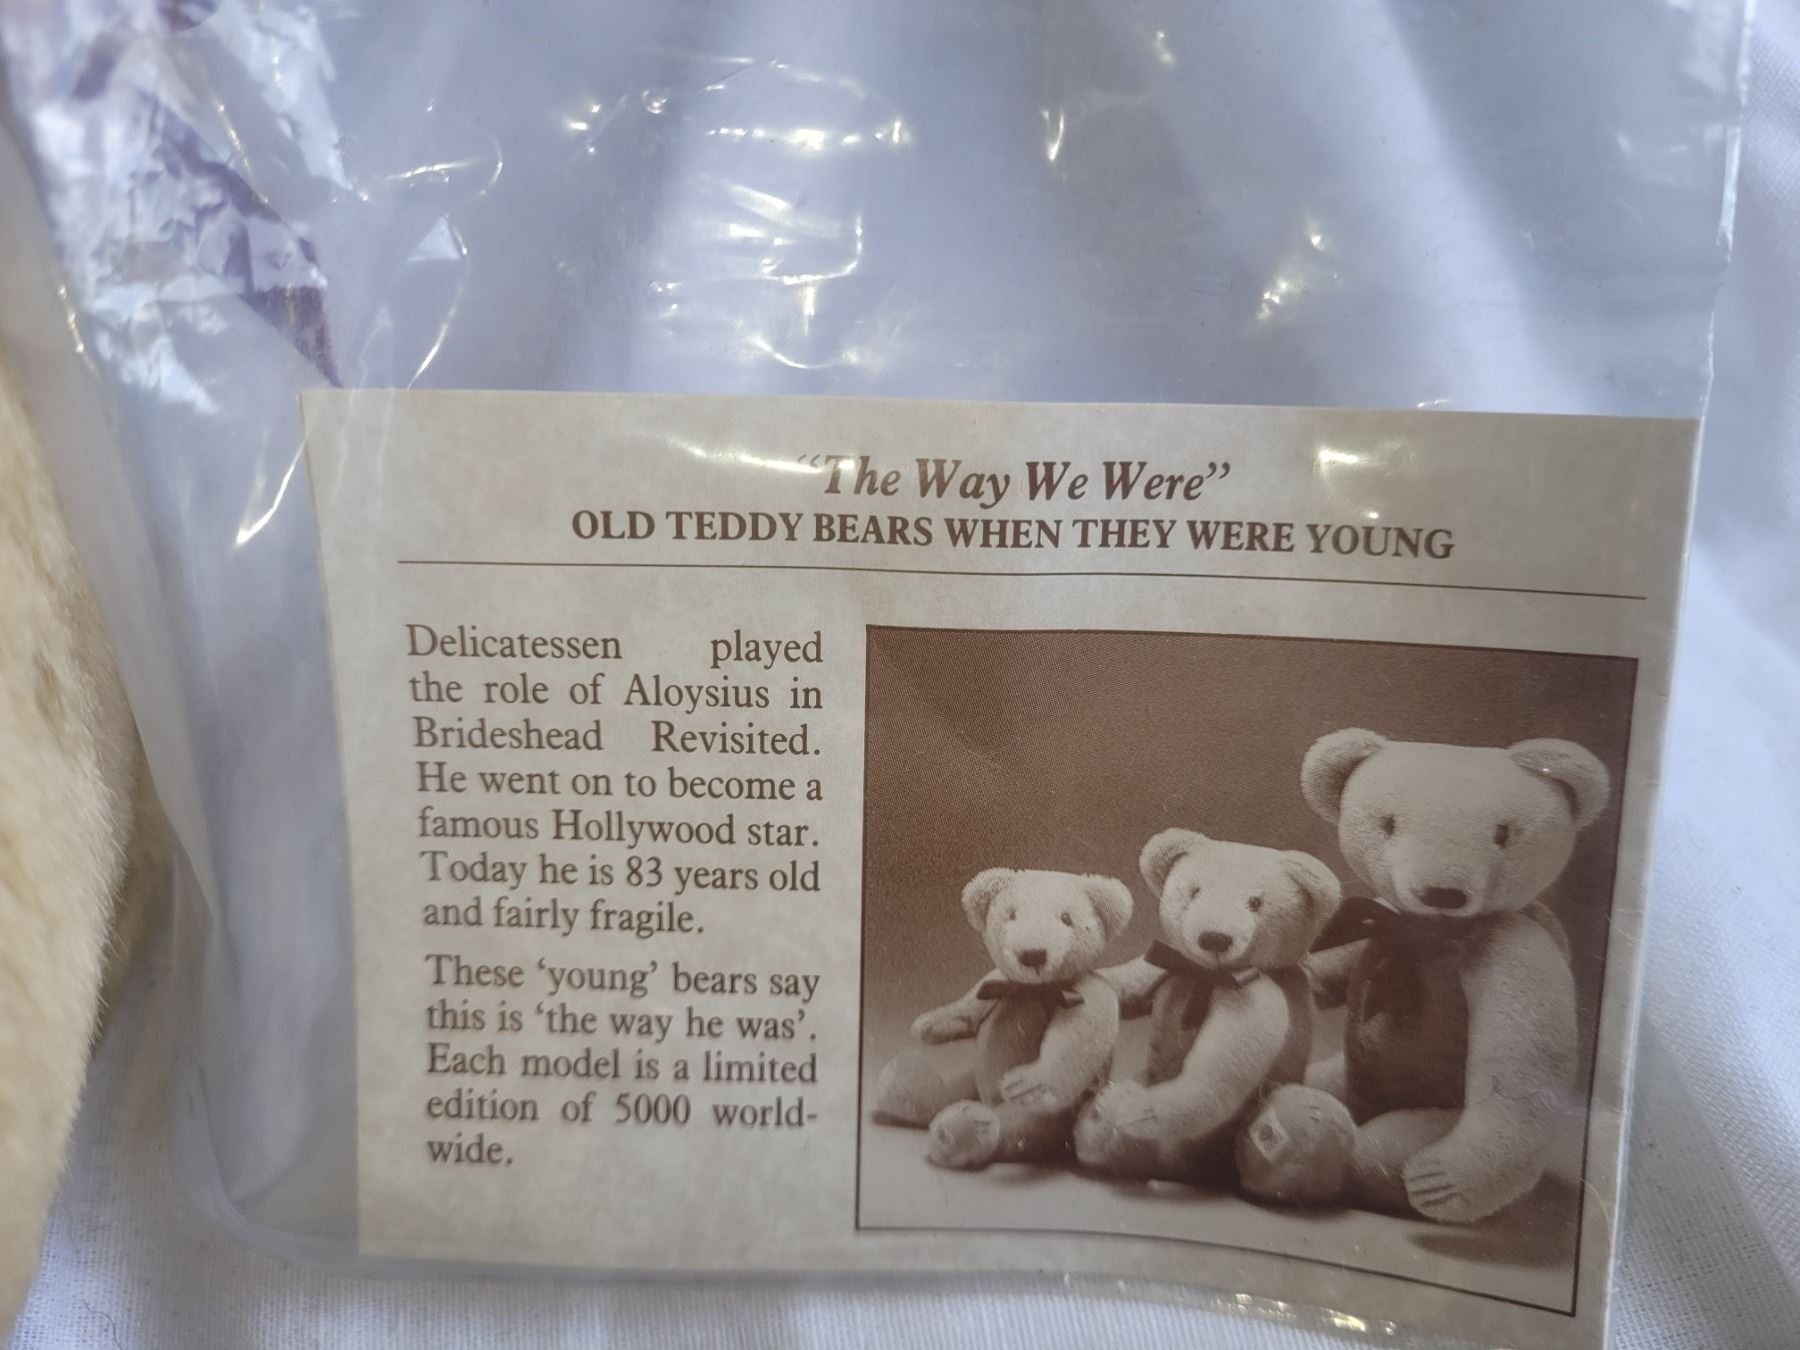 “The Way We Were”
OLD TEDDY BEARS WHEN THEY WERE YOUNG
Delicatessen played
the role of Aloysius in
Brideshead Revisited.
He went on to become a
famous Hollywood star.
Today he is 83 years old
and fairly fragile.
These ‘young’ bears say
this is ‘the way he was’.
Each model is a limited
edition of 5000 world-
wide.